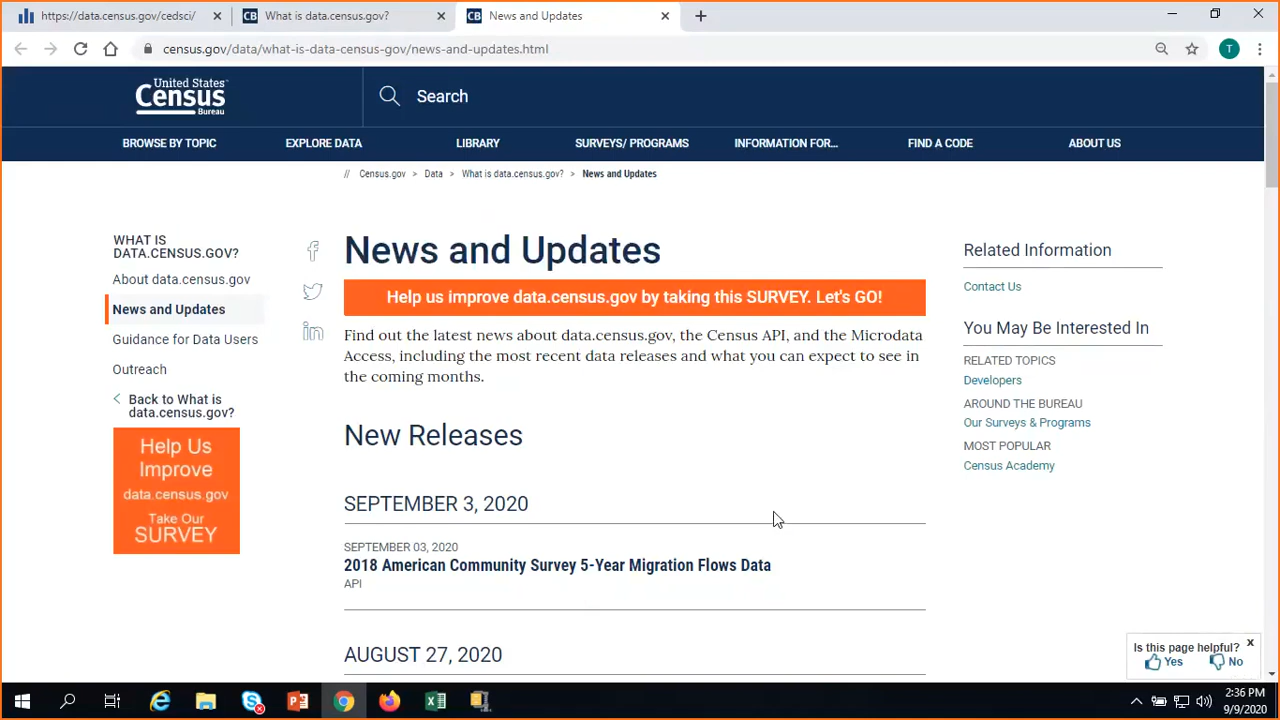 https://data.census.gov/cedsci/
What is data.census.gov?
News and Updates
census.gov/data/what-is-data-census-gov/news-and-updates.html
T
United States
Census
Bureau
Search
BROWSE BY TOPIC
EXPLORE DATA
LIBRARY
SURVEYS/ PROGRAMS
INFORMATION FOR...
FIND A CODE
ABOUT US
// Census.gov > Data > What is data.census.gov? > News and Updates
WHAT IS
DATA.CENSUS.GOV?
About data.census.gov
News and Updates
Guidance for Data Users
Outreach
Back to What is
data.census.gov?
Help Us
Improve
data.census.gov
Take Our
SURVEY
News and Updates
Help us improve data.census.gov by taking this SURVEY. Let's GO!
Find out the latest news about data.census.gov, the Census API, and the Microdata
Access, including the most recent data releases and what you can expect to see in
the coming months.
New Releases
SEPTEMBER 3, 2020
SEPTEMBER 03, 2020
2018 American Community Survey 5-Year Migration Flows Data
API
AUGUST 27, 2020
Related Information
Contact Us
You May Be Interested In
RELATED TOPICS
Developers
AROUND THE BUREAU
Our Surveys & Programs
MOST POPULAR
Census Academy
Is this page helpful? x
Yes No
2:36 PM
9/9/2020